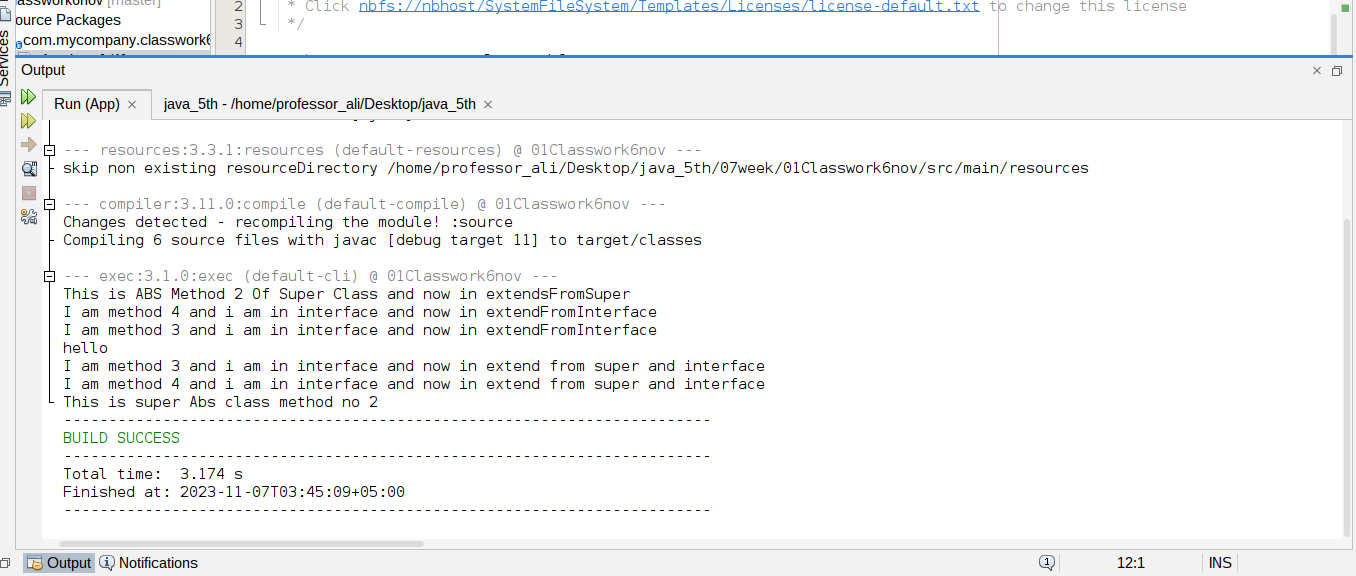 [master]
ource Packages
com.mycompany.classwork6
Services
2 * Click nbfs://nbhost/SystemFileSystem/Templates/Licenses/license-default.txt to change this license
3 */
4
Output
Run (App) java_5th - /home/professor_ali/Desktop/java_5th
--- resources:3.3.1:resources (default-resources) @ 01Classwork6nov ---
skip non existing resourceDirectory /home/professor_ali/Desktop/java_5th/07week/01Classwork6nov/src/main/resources
--- compiler:3.11.0:compile (default-compile) @ 01Classwork6nov ---
Changes detected - recompiling the module! :source
Compiling 6 source files with javac [debug target 11] to target/classes
--- exec:3.1.0:exec (default-cli) @ 01Classwork6nov ---
This is ABS Method 2 Of Super Class and now in extendsFromSuper
I am method 4 and i am in interface and now in extendFromInterface
I am method 3 and i am in interface and now in extendFromInterface
hello
I am method 3 and i am in interface and now in extend from super and interface
I am method 4 and i am in interface and now in extend from super and interface
This is super Abs class method no 2
------------------------------------------------------------------------
BUILD SUCCESS
------------------------------------------------------------------------
Total time:  3.174 s
Finished at: 2023-11-07T03:45:09+05:00
------------------------------------------------------------------------
Output Notifications 1 12:1 INS